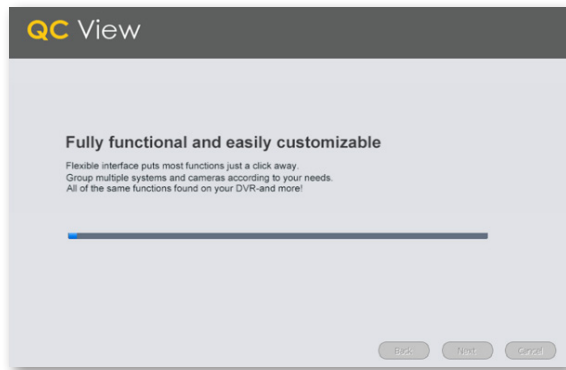 QC View
Fully functional and easily customizable
Flexible interface puts most functions just a click away.
Group multiple systems and cameras according to your needs.
All of the same functions found on your DVR-and more!
Back Next Cancel